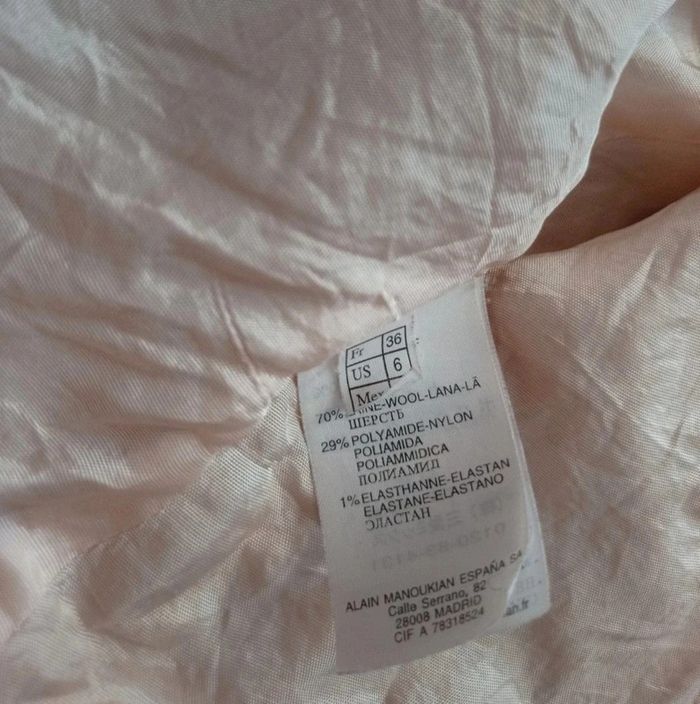 Fr 36
US 6
Mex
70% -WOOL-LANA-LÃ
ШЕРСТЬ
29% POLYAMIDE-NYLON
POLIAMIDA
POLIAMMIDICA
ПОЛИАМИД
1% ELASTHANNE-ELASTAN
ELASTANE-ELASTANO
ЭЛАСТАН
ALAIN MANOUKIAN ESPAÑA SA
Calle Serrano, 82
28008 MADRID
CIF A 78318524